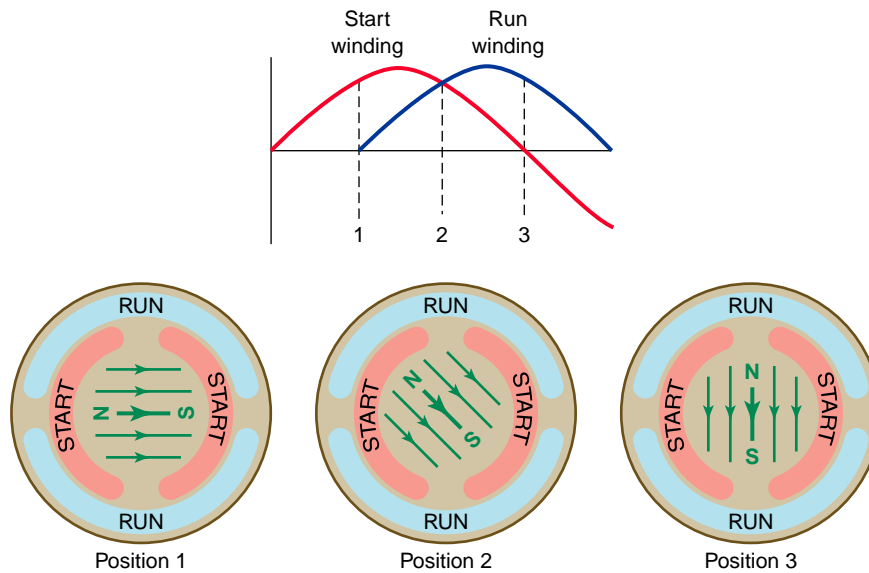 Start winding
Run winding
1 2 3
RUN
START
N S
START
RUN
Position 1
RUN
START
N
S
START
RUN
Position 2
RUN
START
N
S
START
RUN
Position 3